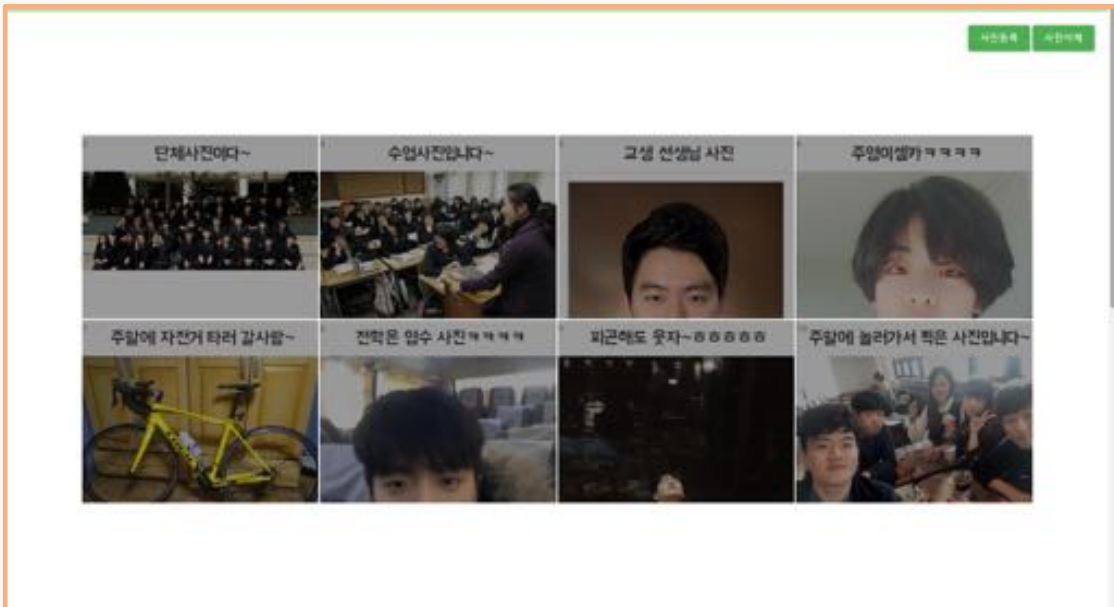 사진등록 사진삭제
단체사진이다~
수업사진입니다~
교생 선생님 사진
주엽이셀카ㅋㅋㅋㅋ
주말에 자전거 타러 갈사람~
전학온 임수 사진ㅋㅋㅋㅋ
피곤해도 웃자~ㅎㅎㅎㅎㅎ
주말에 놀러가서 찍은 사진입니다~